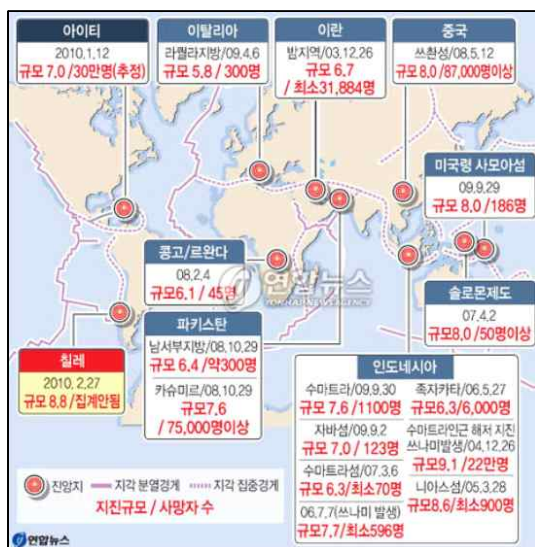 아이티
2010.1.12
규모 7.0/30만명(추정)
이탈리아
라퀼라지방/09.4.6
규모 5.8/300명
이란
밤지역/03.12.26
규모 6.7
/최소31,884명
중국
쓰촨성/08.5.12
규모 8.0/87,000명이상
미국령 사모아섬
09.9.29
규모 8.0/186명
콩고/르완다
08.2.4
규모6.1/45명
연합뉴스
YONHAP NEWS AGENCY
솔로몬제도
07.4.2
규모8.0/50명이상
칠레
2010.2.27
규모 8.8/집계안됨
파키스탄
남서부지방/08.10.29
규모 6.4/약300명
카슈미르/08.10.29
규모7.6
/75,000명이상
인도네시아
수마트라/09.9.30
규모 7.6/1100명
자바섬/09.9.2
규모 7.0/123명
수마트라섬/07.3.6
규모 6.3/최소70명
06.7.7(쓰나미 발생)
규모7.7/최소596명
족자카타/06.5.27
규모6.3/6,000명
수마트라인근 해저 지진
쓰나미발생/04.12.26
규모9.1/22만명
니아스섬/05.3.28
규모8.6/최소900명
진앙지
지각 분열경계
지각 집중경계
지진규모/사망자 수
연합뉴스